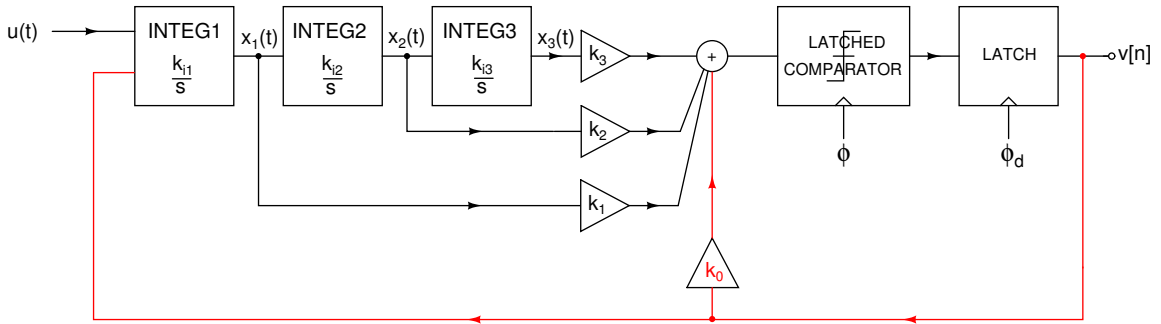 u(t)
INTEG1
k_i1
s
x_1(t)
INTEG2
k_i2
s
x_2(t)
INTEG3
k_i3
s
x_3(t)
k_3
+
LATCHED
COMPARATOR
ϕ
LATCH
ϕ_d
v[n]
k_2
k_1
k_0